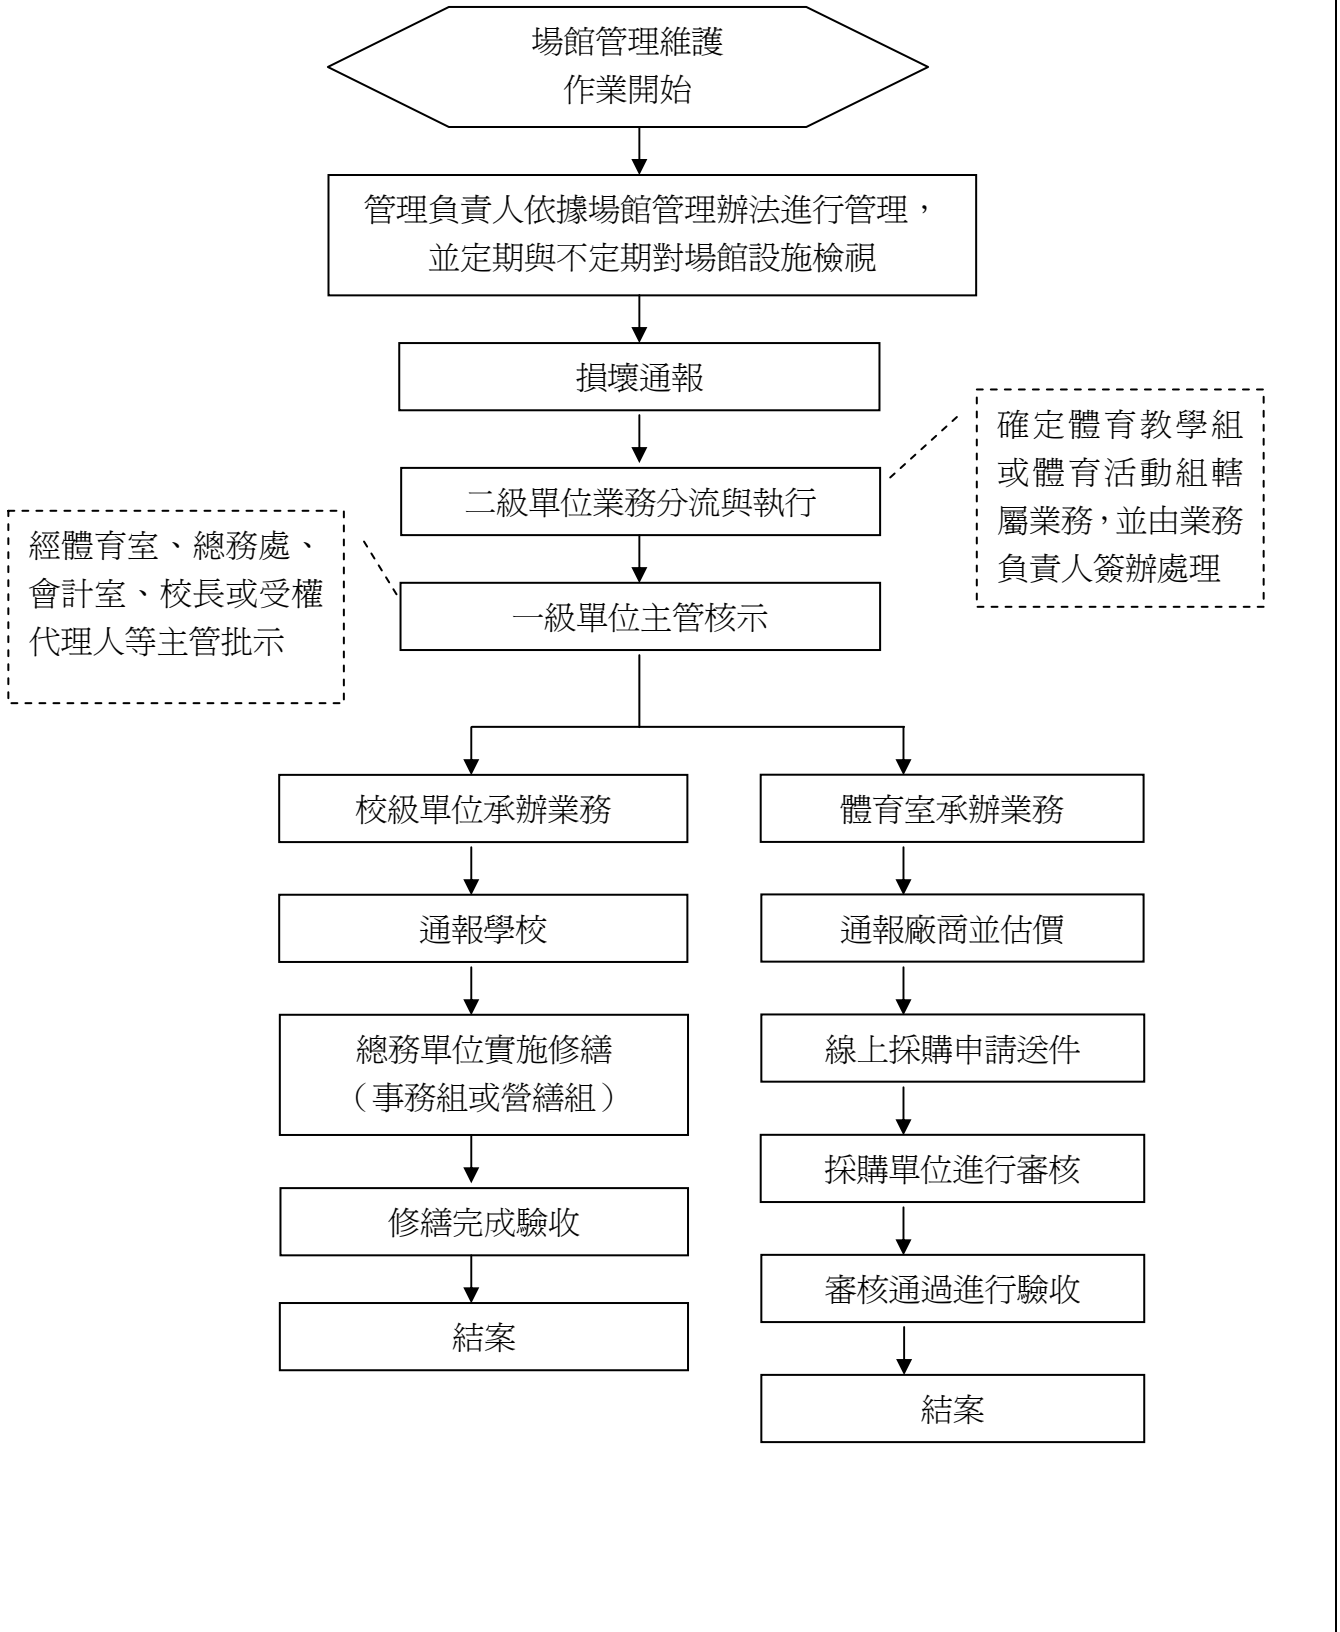 場館管理維護
作業開始
管理負責人依據場館管理辦法進行管理，
並定期與不定期對場館設施檢視
損壞通報
確定體育教學組
或體育活動組轄
屬業務，並由業務
負責人簽辦處理
二級單位業務分流與執行
經體育室、總務處、
會計室、校長或受權
代理人等主管批示
一級單位主管核示
校級單位承辦業務
通報學校
總務單位實施修繕
（事務組或營繕組）
修繕完成驗收
結案
體育室承辦業務
通報廠商並估價
線上採購申請送件
採購單位進行審核
審核通過進行驗收
結案